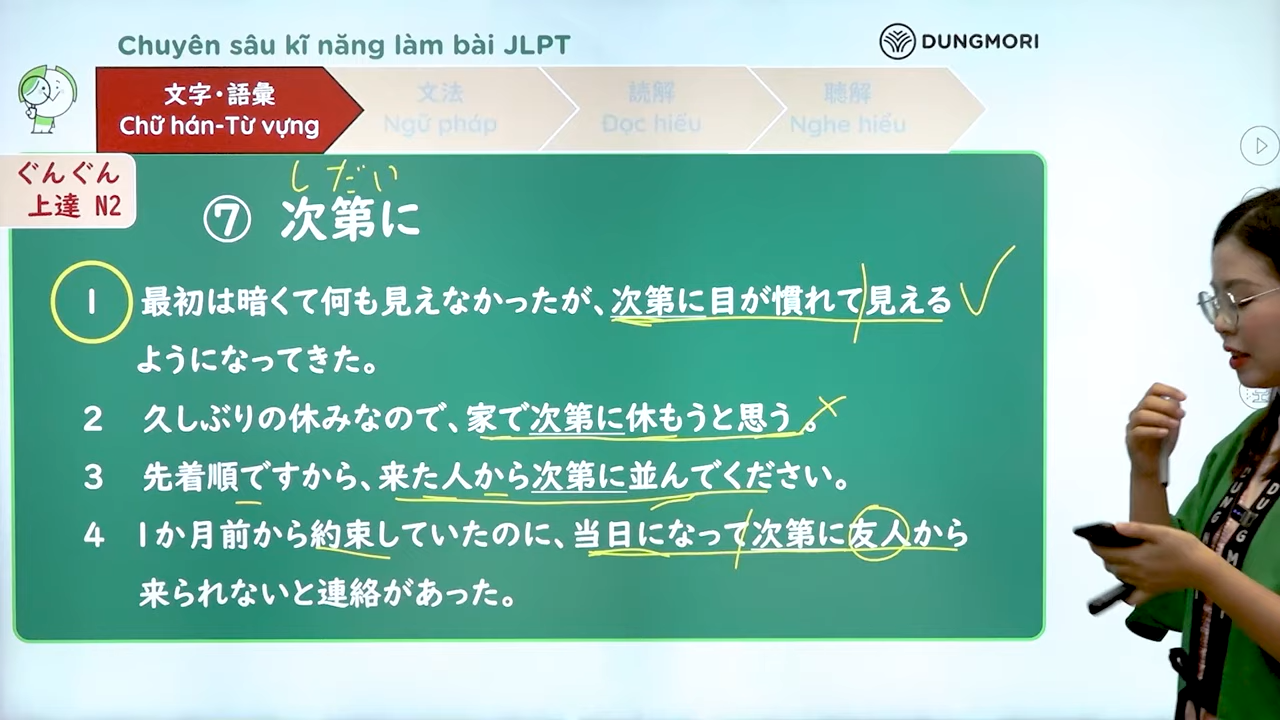 Chuyên sâu kĩ năng làm bài JLPT
DUNGMORI
文字・語彙
Chữ hán-Từ vựng
文法
Ngữ pháp
読解
Đọc hiểu
聴解
Nghe hiểu
ぐんぐん
上達 N2
しだい
⑦ 次第に
1 最初は暗くて何も見えなかったが、次第に目が慣れて見える
ようになってきた。
2 久しぶりの休みなので、家で次第に休もうと思う。
3 先着順ですから、来た人から次第に並んでください。
4 1か月前から約束していたのに、当日になって次第に友人から
来られないと連絡があった。